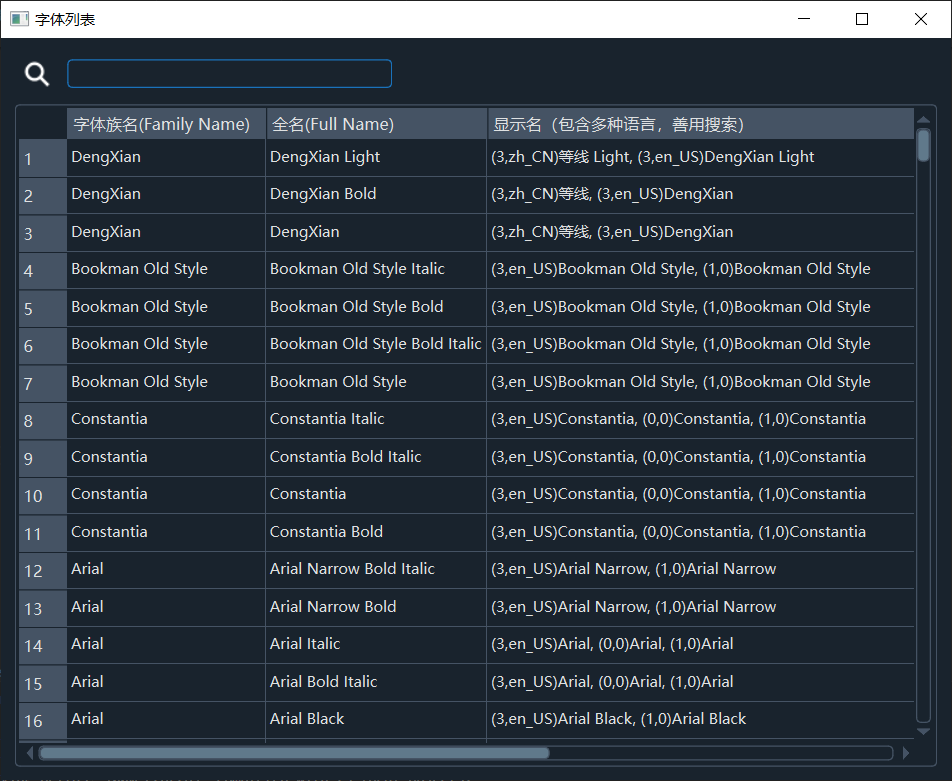 字体列表
字体族名(Family Name) 全名(Full Name) 显示名（包含多种语言，善用搜索）
1 DengXian DengXian Light (3,zh_CN)等线 Light, (3,en_US)DengXian Light
2 DengXian DengXian Bold (3,zh_CN)等线, (3,en_US)DengXian
3 DengXian DengXian (3,zh_CN)等线, (3,en_US)DengXian
4 Bookman Old Style Bookman Old Style Italic (3,en_US)Bookman Old Style, (1,0)Bookman Old Style
5 Bookman Old Style Bookman Old Style Bold (3,en_US)Bookman Old Style, (1,0)Bookman Old Style
6 Bookman Old Style Bookman Old Style Bold Italic (3,en_US)Bookman Old Style, (1,0)Bookman Old Style
7 Bookman Old Style Bookman Old Style (3,en_US)Bookman Old Style, (1,0)Bookman Old Style
8 Constantia Constantia Italic (3,en_US)Constantia, (0,0)Constantia, (1,0)Constantia
9 Constantia Constantia Bold Italic (3,en_US)Constantia, (0,0)Constantia, (1,0)Constantia
10 Constantia Constantia (3,en_US)Constantia, (0,0)Constantia, (1,0)Constantia
11 Constantia Constantia Bold (3,en_US)Constantia, (0,0)Constantia, (1,0)Constantia
12 Arial Arial Narrow Bold Italic (3,en_US)Arial Narrow, (1,0)Arial Narrow
13 Arial Arial Narrow Bold (3,en_US)Arial Narrow, (1,0)Arial Narrow
14 Arial Arial Italic (3,en_US)Arial, (0,0)Arial, (1,0)Arial
15 Arial Arial Bold Italic (3,en_US)Arial, (0,0)Arial, (1,0)Arial
16 Arial Arial Black (3,en_US)Arial Black, (1,0)Arial Black